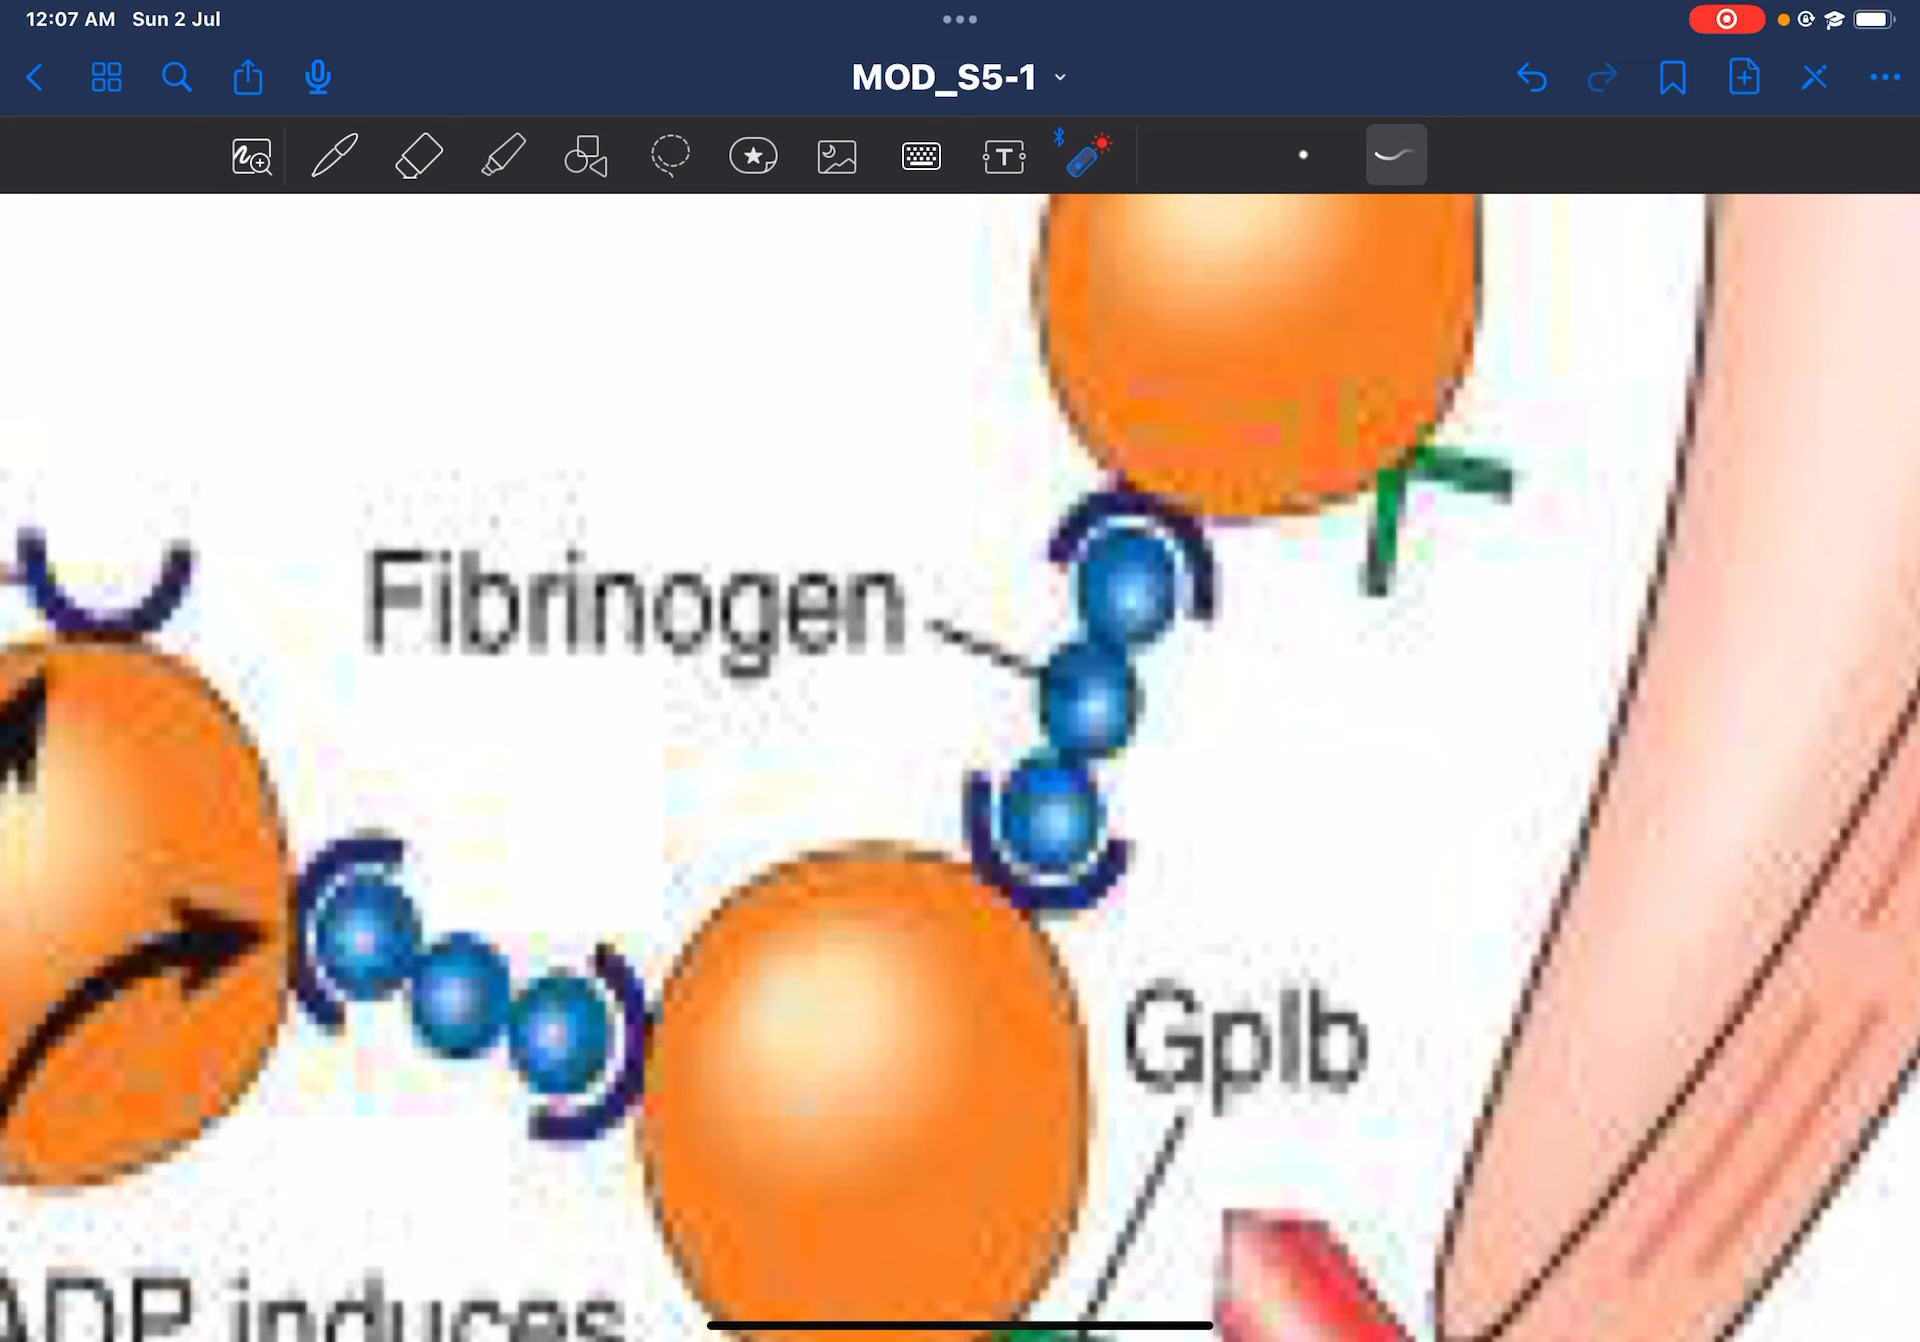 12:07 AM Sun 2 Jul
MOD_S5-1
T
Fibrinogen
GpIb
ADP induces